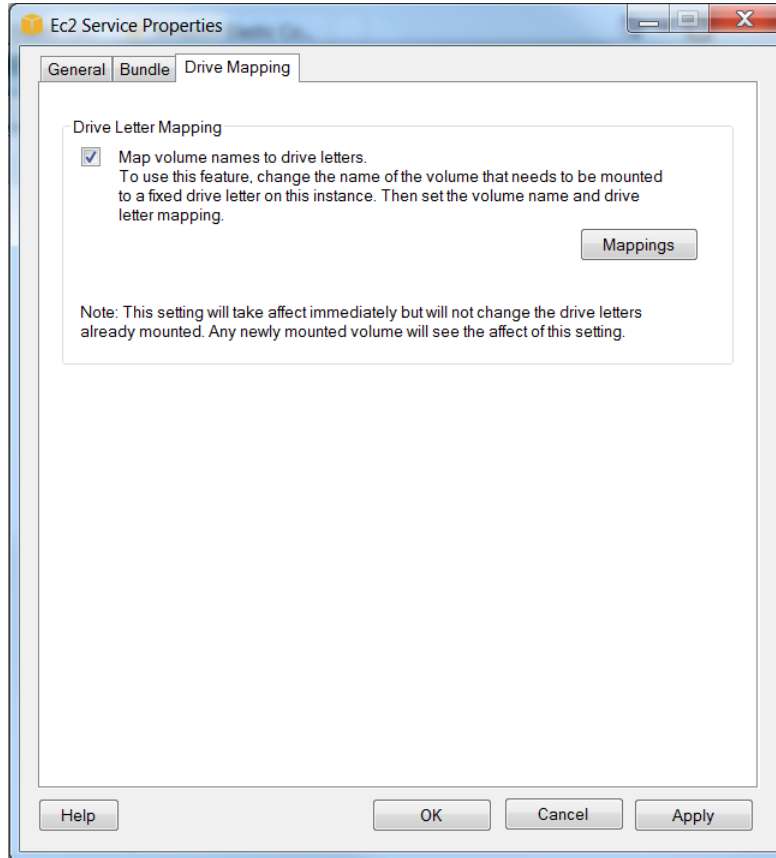 Ec2 Service Properties
General Bundle Drive Mapping
Drive Letter Mapping
Map volume names to drive letters.
To use this feature, change the name of the volume that needs to be mounted
to a fixed drive letter on this instance. Then set the volume name and drive
letter mapping.
Mappings
Note: This setting will take affect immediately but will not change the drive letters
already mounted. Any newly mounted volume will see the affect of this setting.
Help OK Cancel Apply